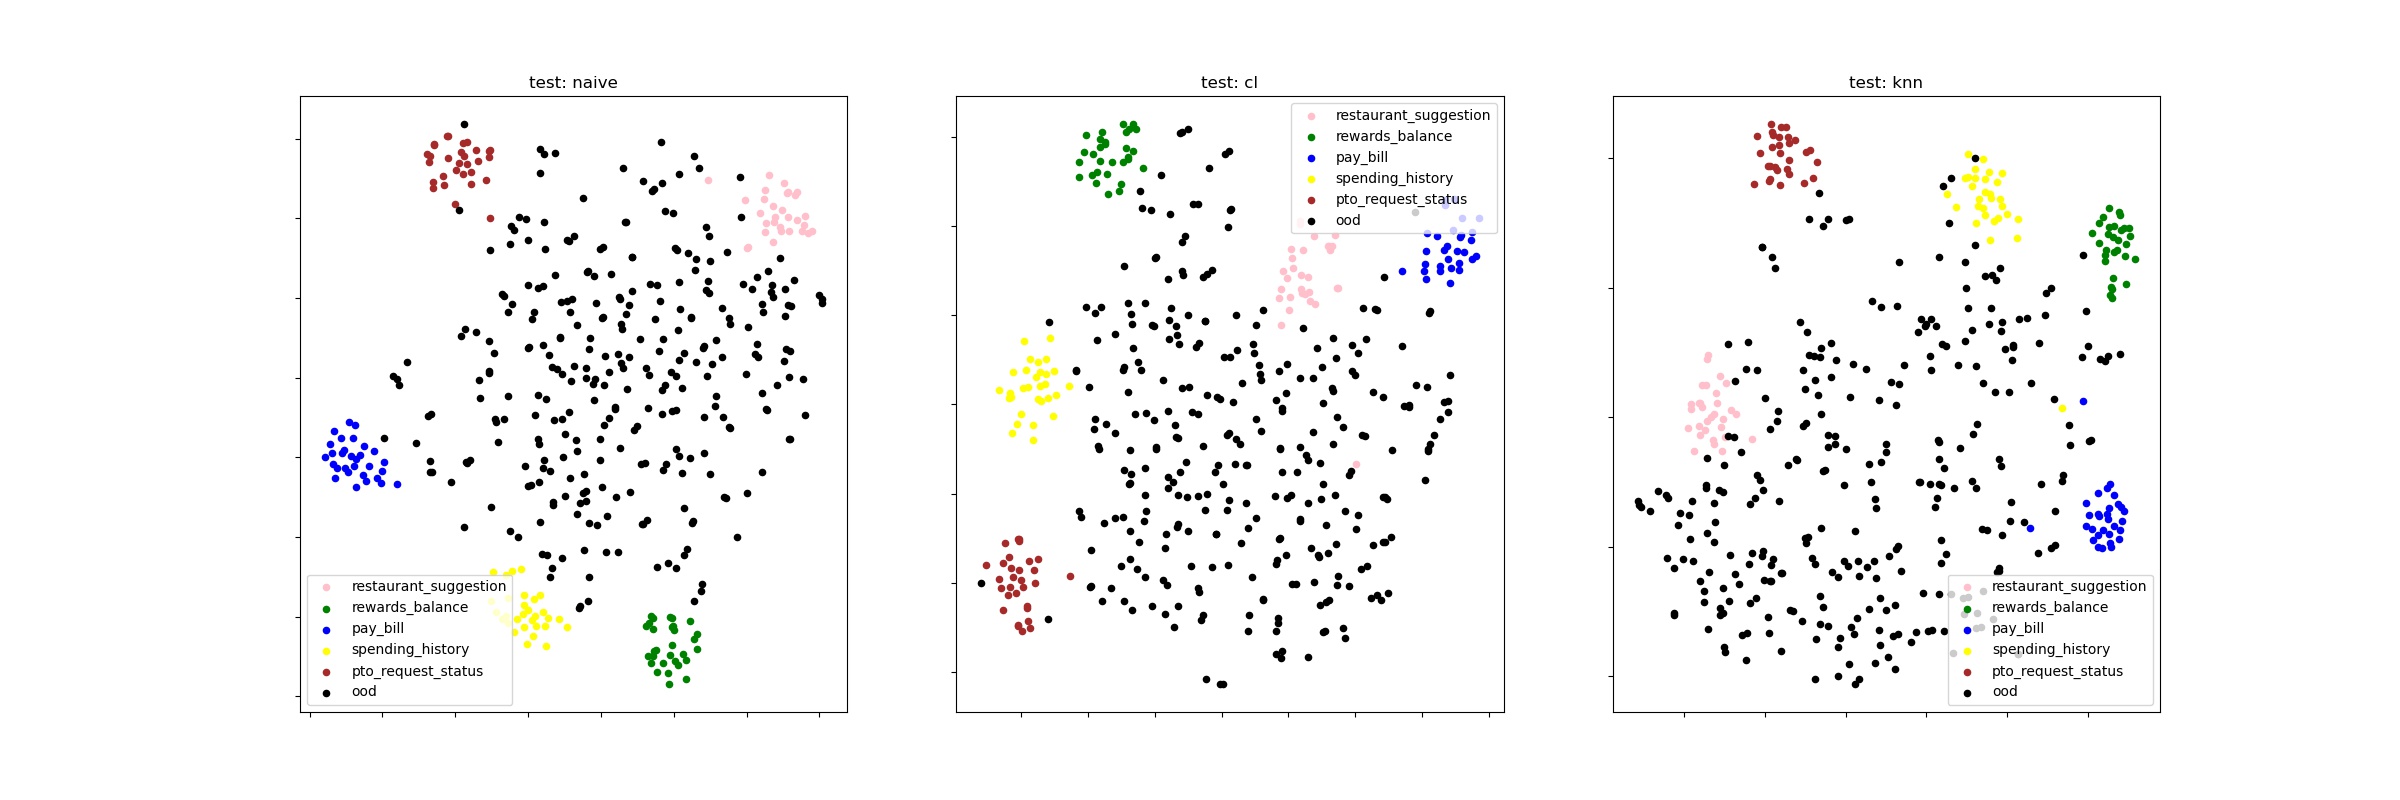 test: naive
restaurant_suggestion
rewards_balance
pay_bill
spending_history
pto_request_status
ood
test: cl
restaurant_suggestion
rewards_balance
pay_bill
spending_history
pto_request_status
ood
test: knn
restaurant_suggestion
rewards_balance
pay_bill
spending_history
pto_request_status
ood